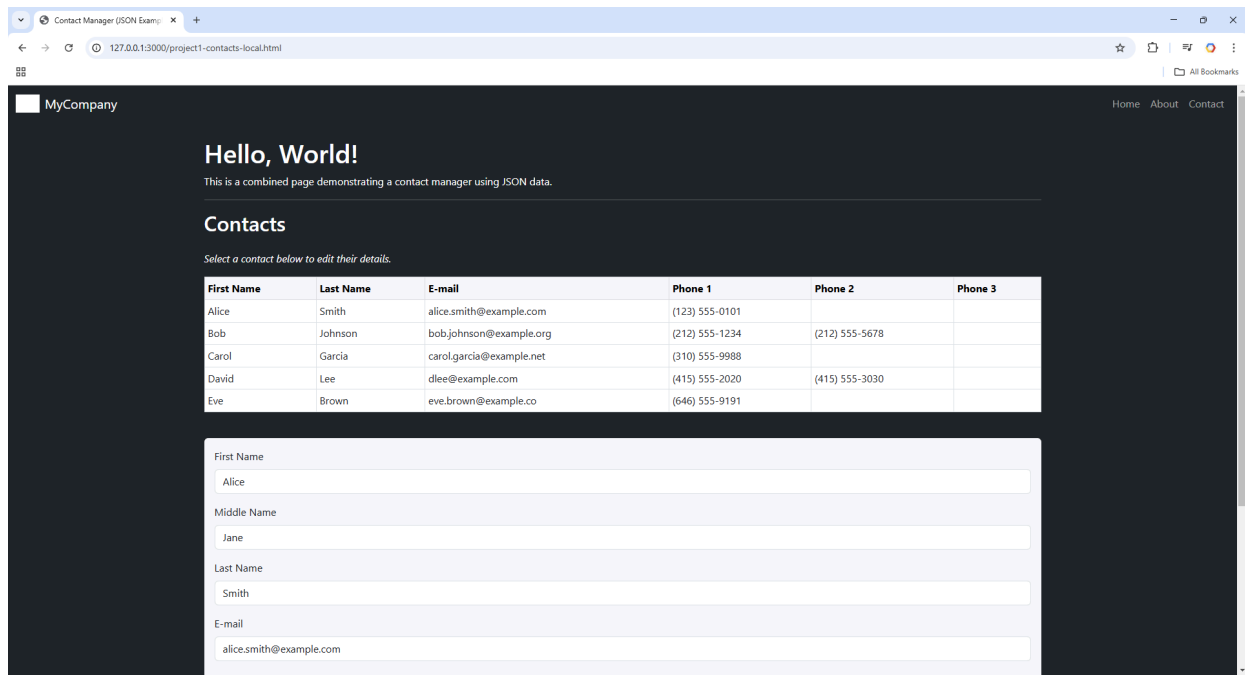 Contact Manager (JSON Examp
127.0.0.1:3000/project1-contacts-local.html
All Bookmarks
MyCompany Home About Contact
Hello, World!
This is a combined page demonstrating a contact manager using JSON data.
Contacts
Select a contact below to edit their details.
First Name Last Name E-mail Phone 1 Phone 2 Phone 3
Alice Smith alice.smith@example.com (123) 555-0101
Bob Johnson bob.johnson@example.org (212) 555-1234 (212) 555-5678
Carol Garcia carol.garcia@example.net (310) 555-9988
David Lee dlee@example.com (415) 555-2020 (415) 555-3030
Eve Brown eve.brown@example.co (646) 555-9191
First Name
Alice
Middle Name
Jane
Last Name
Smith
E-mail
alice.smith@example.com